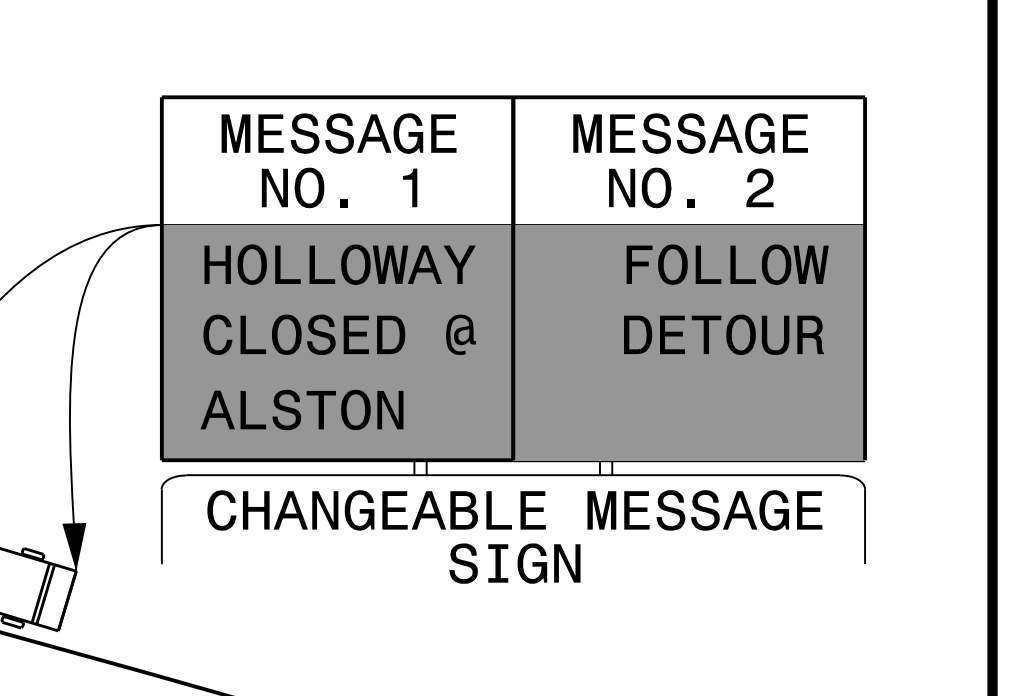 MESSAGE
NO. 1
MESSAGE
NO. 2
HOLLOWAY
CLOSED @
ALSTON
FOLLOW
DETOUR
CHANGEABLE MESSAGE
SIGN